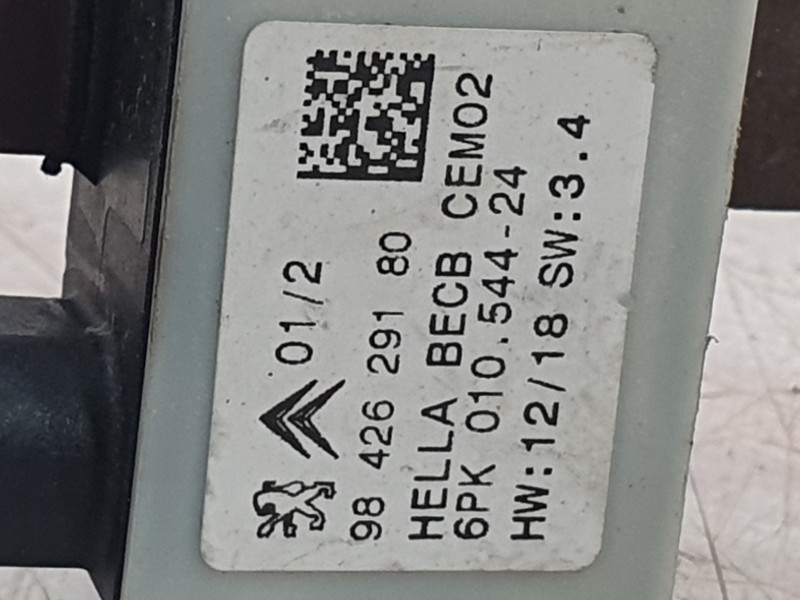 01/2
98 426 291 80
HELLA BECB CEM02
6PK 010.544-24
HW:12/18 SW:3.4